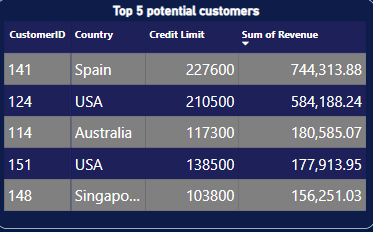 Top 5 potential customers
CustomerID Country Credit Limit Sum of Revenue
141 Spain 227600 744,313.88
124 USA 210500 584,188.24
114 Australia 117300 180,585.07
151 USA 138500 177,913.95
148 Singapo... 103800 156,251.03